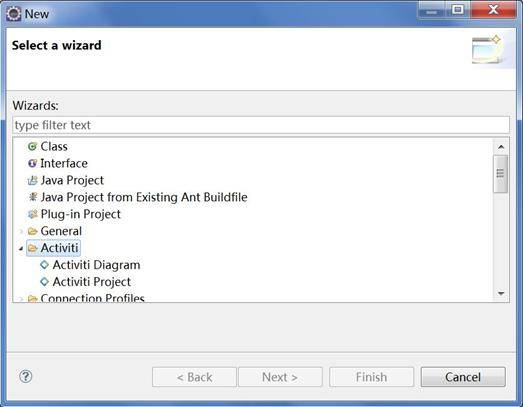 New
Select a wizard
Wizards:
type filter text
Class
Interface
Java Project
Java Project from Existing Ant Buildfile
Plug-in Project
General
Activiti
Activiti Diagram
Activiti Project
Connection Profiles
< Back Next > Finish Cancel